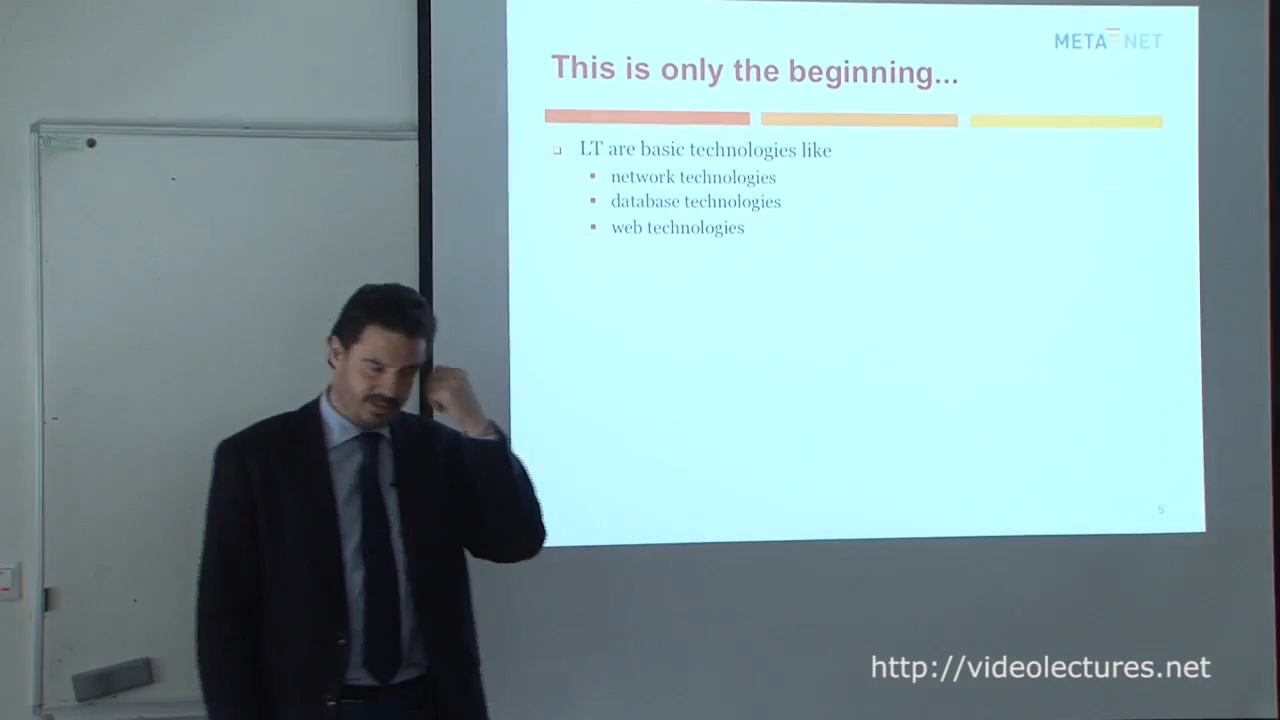 META NET
This is only the beginning...
LT are basic technologies like
network technologies
database technologies
web technologies
5
http://videolectures.net